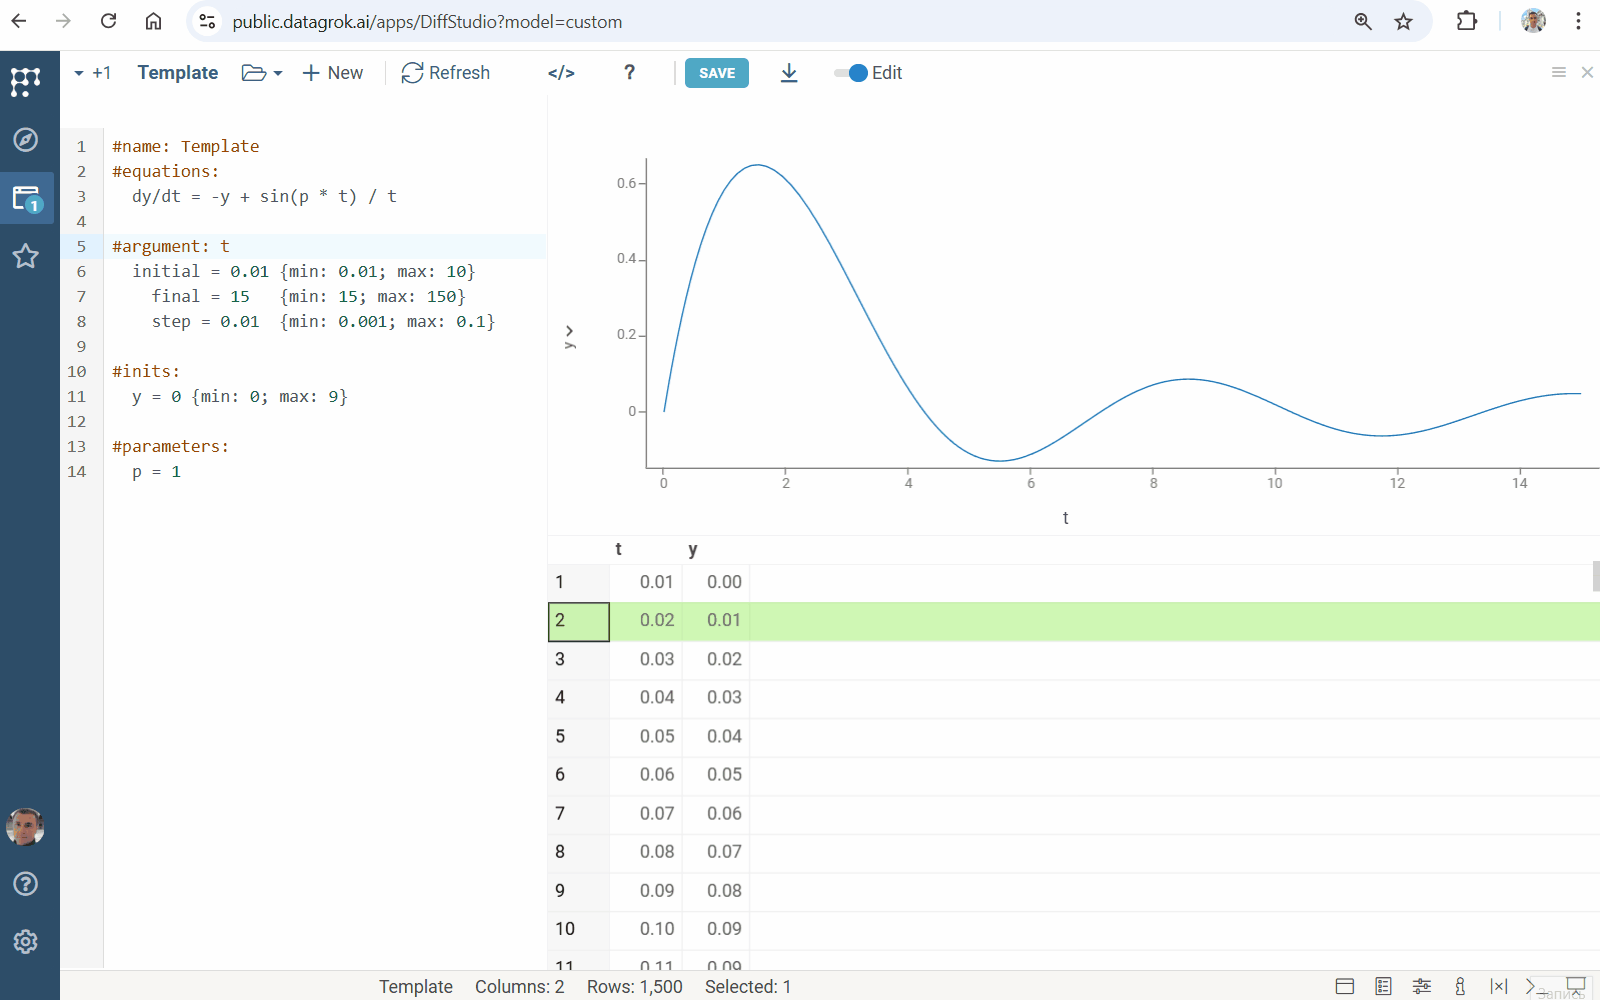 public.datagrok.ai/apps/DiffStudio?model=custom
+1 Template New Refresh </> ? SAVE Edit
1 #name: Template
2 #equations:
3 dy/dt = -y + sin(p * t) / t
4
5 #argument: t
6 initial = 0.01 {min: 0.01; max: 10}
7 final = 15 {min: 15; max: 150}
8 step = 0.01 {min: 0.001; max: 0.1}
9
10 #inits:
11 y = 0 {min: 0; max: 9}
12
13 #parameters:
14 p = 1
1
0.6
0.4
0.2
0
y
0 2 4 6 8 10 12 14
t
t y
1 0.01 0.00
2 0.02 0.01
3 0.03 0.02
4 0.04 0.03
5 0.05 0.04
6 0.06 0.05
7 0.07 0.06
8 0.08 0.07
9 0.09 0.08
10 0.10 0.09
11 0.11 0.09
?
Template Columns: 2 Rows: 1,500 Selected: 1
Запись